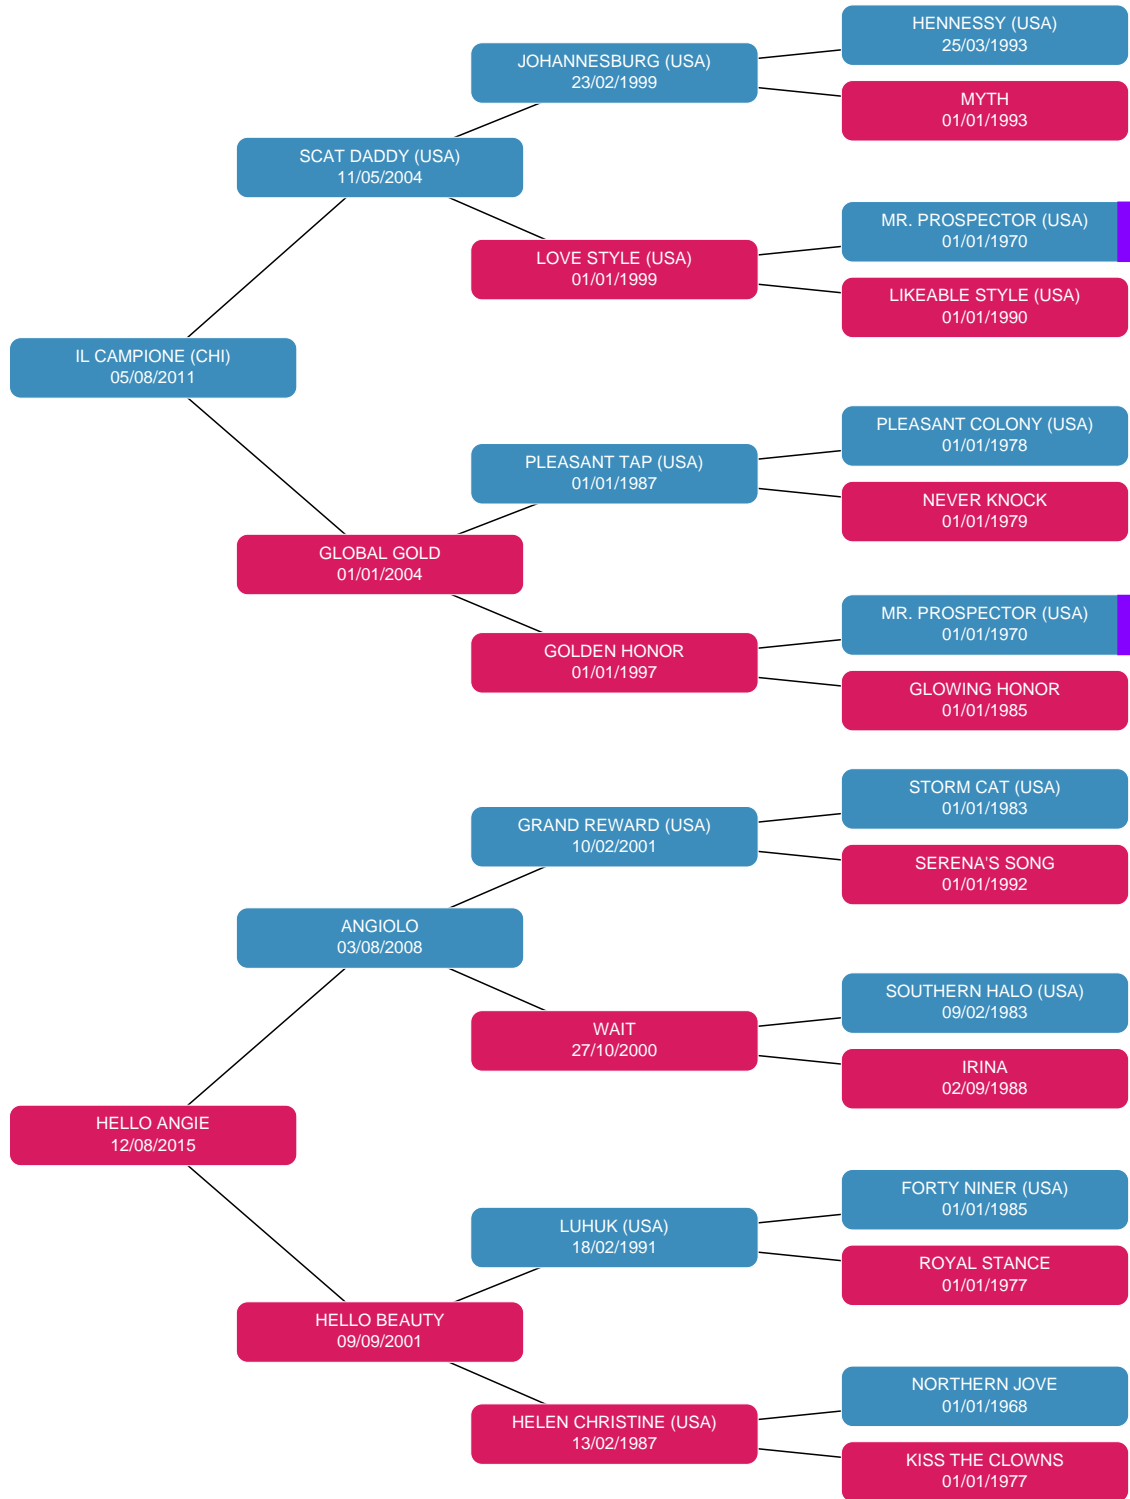 HENNESSY (USA)
25/03/1993
JOHANNESBURG (USA)
23/02/1999
MYTH
01/01/1993
SCAT DADDY (USA)
11/05/2004
MR. PROSPECTOR (USA)
01/01/1970
LOVE STYLE (USA)
01/01/1999
LIKEABLE STYLE (USA)
01/01/1990
IL CAMPIONE (CHI)
05/08/2011
PLEASANT COLONY (USA)
01/01/1978
PLEASANT TAP (USA)
01/01/1987
NEVER KNOCK
01/01/1979
GLOBAL GOLD
01/01/2004
MR. PROSPECTOR (USA)
01/01/1970
GOLDEN HONOR
01/01/1997
GLOWING HONOR
01/01/1985
STORM CAT (USA)
01/01/1983
GRAND REWARD (USA)
10/02/2001
SERENA'S SONG
01/01/1992
ANGIOLO
03/08/2008
SOUTHERN HALO (USA)
09/02/1983
WAIT
27/10/2000
IRINA
02/09/1988
HELLO ANGIE
12/08/2015
FORTY NINER (USA)
01/01/1985
LUHUK (USA)
18/02/1991
ROYAL STANCE
01/01/1977
HELLO BEAUTY
09/09/2001
NORTHERN JOVE
01/01/1968
HELEN CHRISTINE (USA)
13/02/1987
KISS THE CLOWNS
01/01/1977